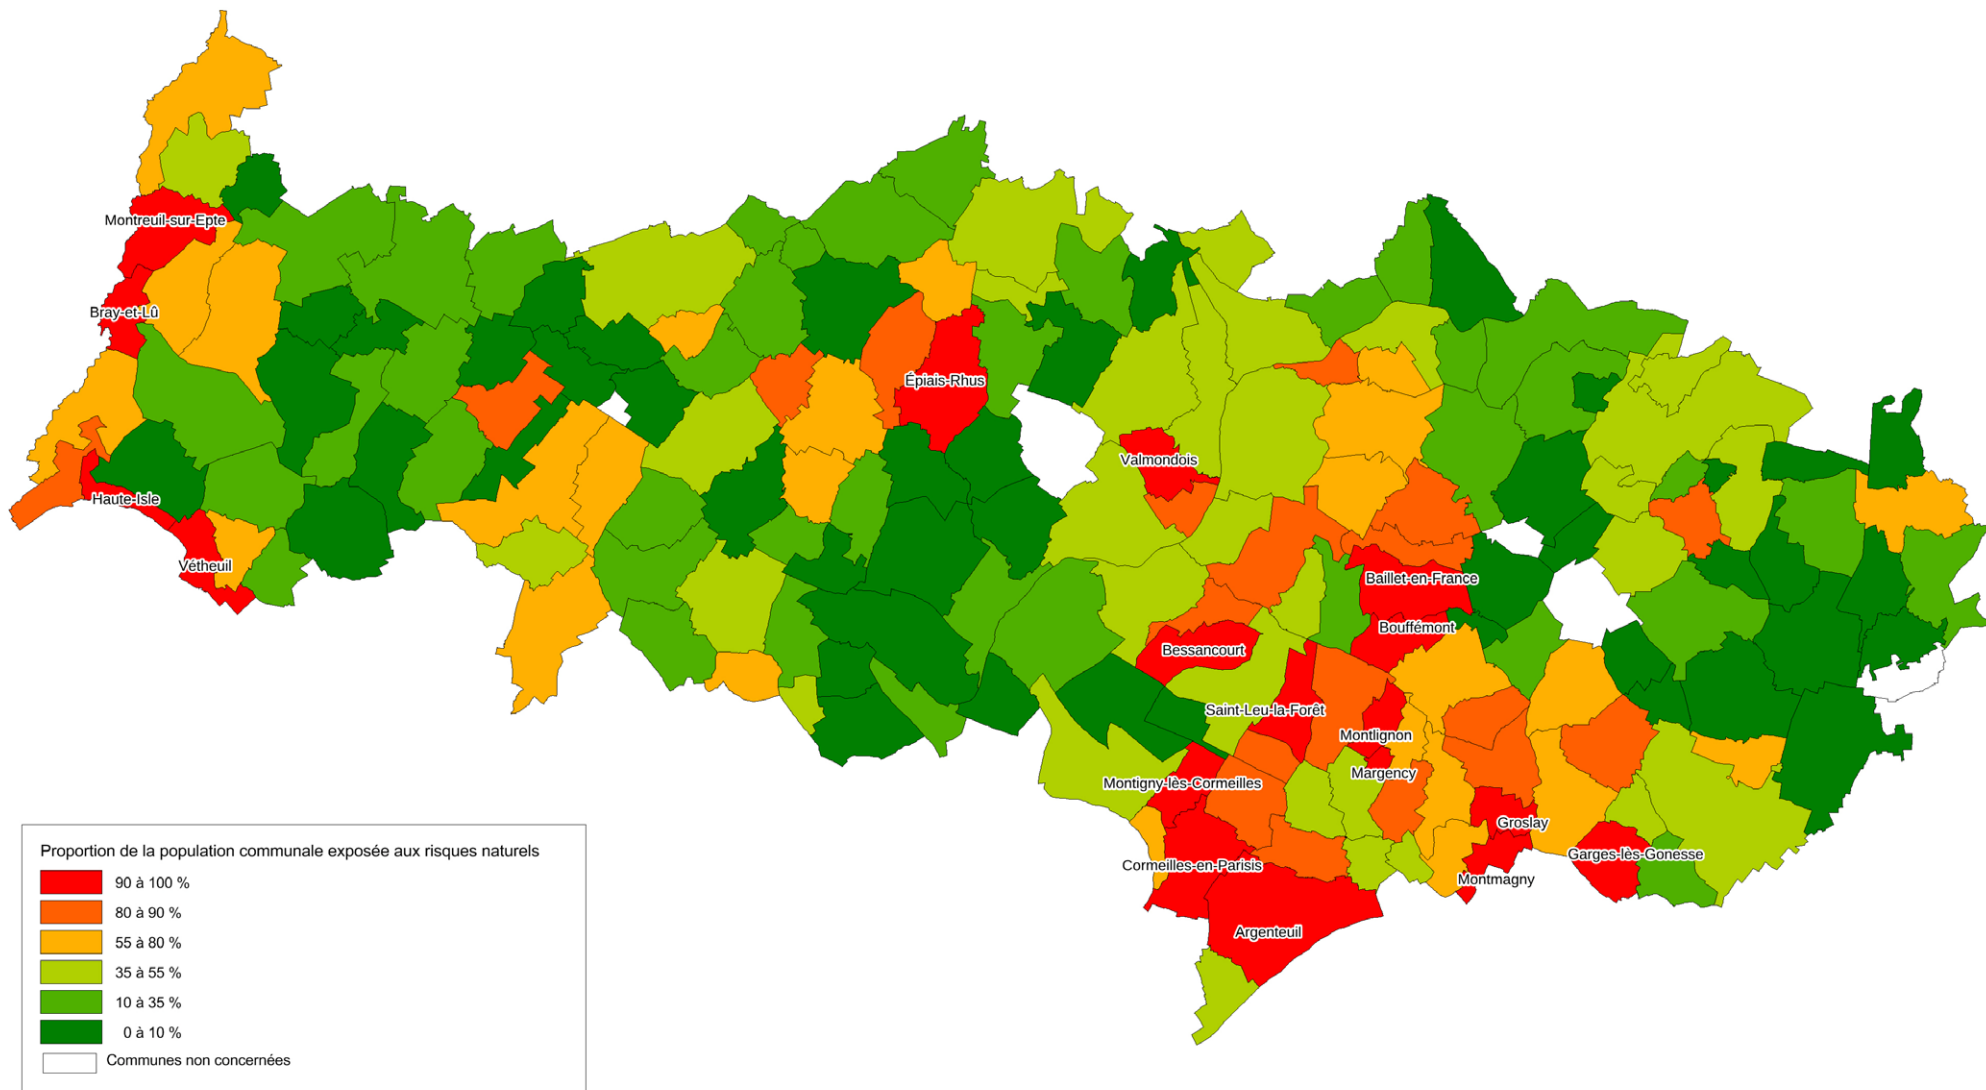 Montreuil-sur-Epte
Bray-et-Lû
Épiais-Rhus
Valmondois
Haute-Isle
Vétheuil
Baillet-en-France
Bouffémont
Bessancourt
Saint-Leu-la-Forêt
Montlignon
Margency
Montigny-lès-Cormeilles
Groslay
Garges-lès-Gonesse
Cormeilles-en-Parisis
Montmagny
Argenteuil
Proportion de la population communale exposée aux risques naturels
90 à 100 %
80 à 90 %
55 à 80 %
35 à 55 %
10 à 35 %
0 à 10 %
Communes non concernées